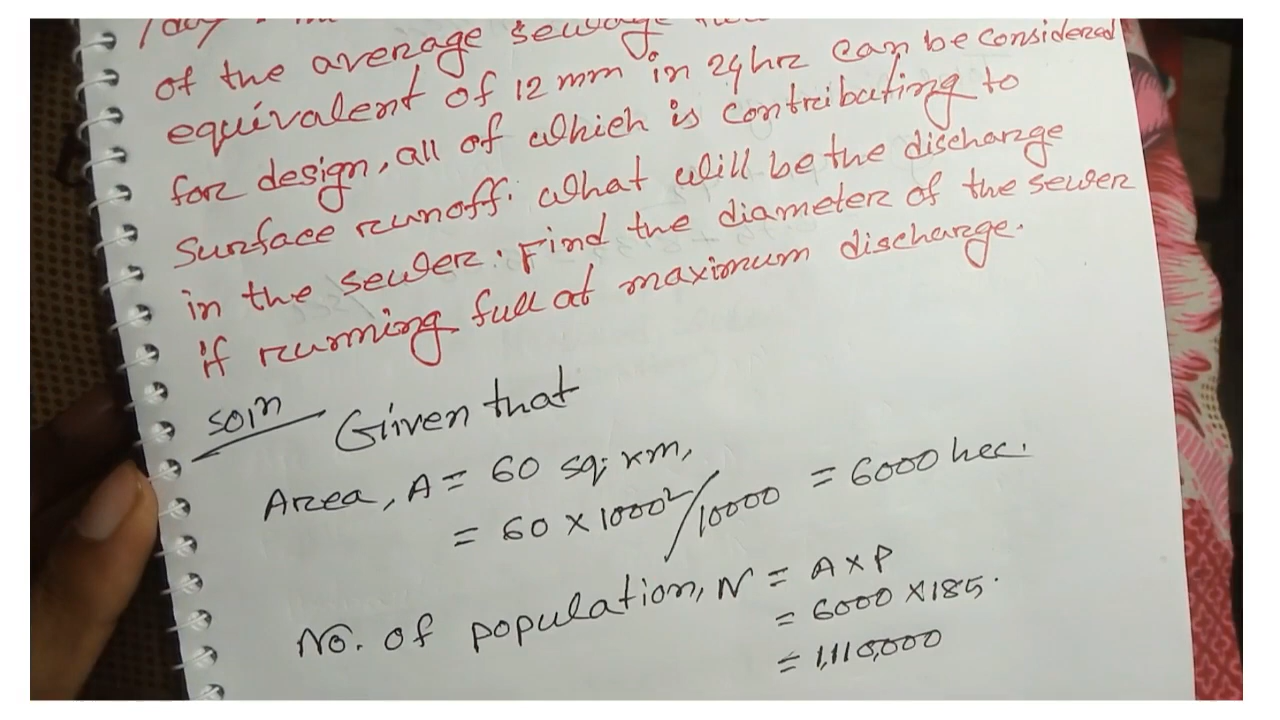 /day
of the average sewage
equivalent of 12 mm in 24 hr can be considered
for design, all of which is contributing to
surface runoff. what will be the discharge
in the sewer. Find the diameter of the sewer
if running full at maximum discharge.
Soln Given that
Area, A = 60 sq. km,
= 60 × 1000²/10000 = 6000 hec.
No. of population, N = A × P
= 6000 × 185.
= 1,110,000